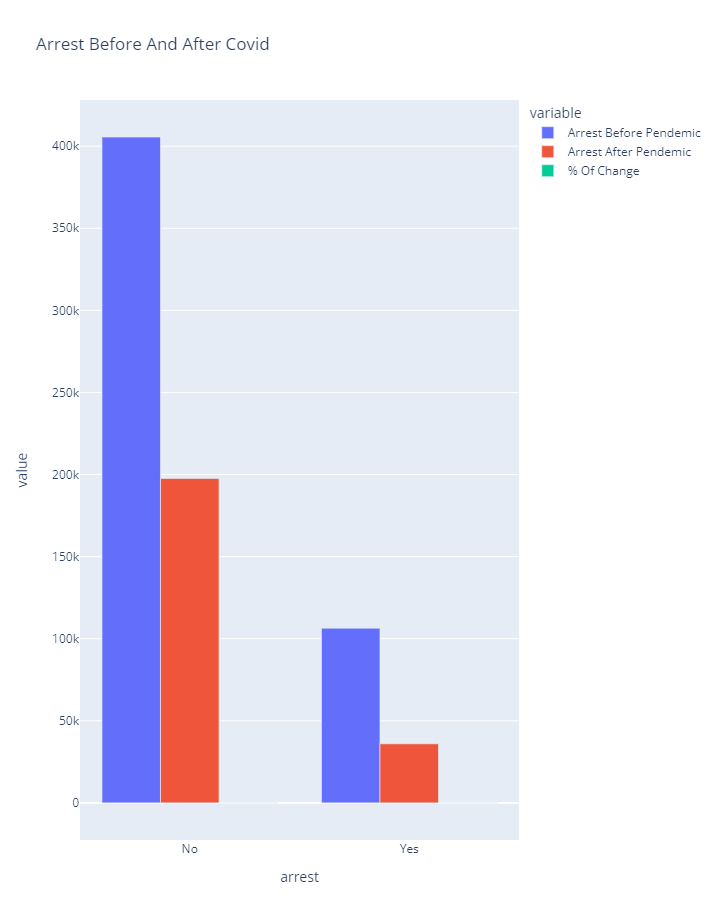 Arrest Before And After Covid
variable
Arrest Before Pendemic
Arrest After Pendemic
% Of Change
400k
350k
300k
250k
200k
150k
100k
50k
0
value
No
Yes
arrest